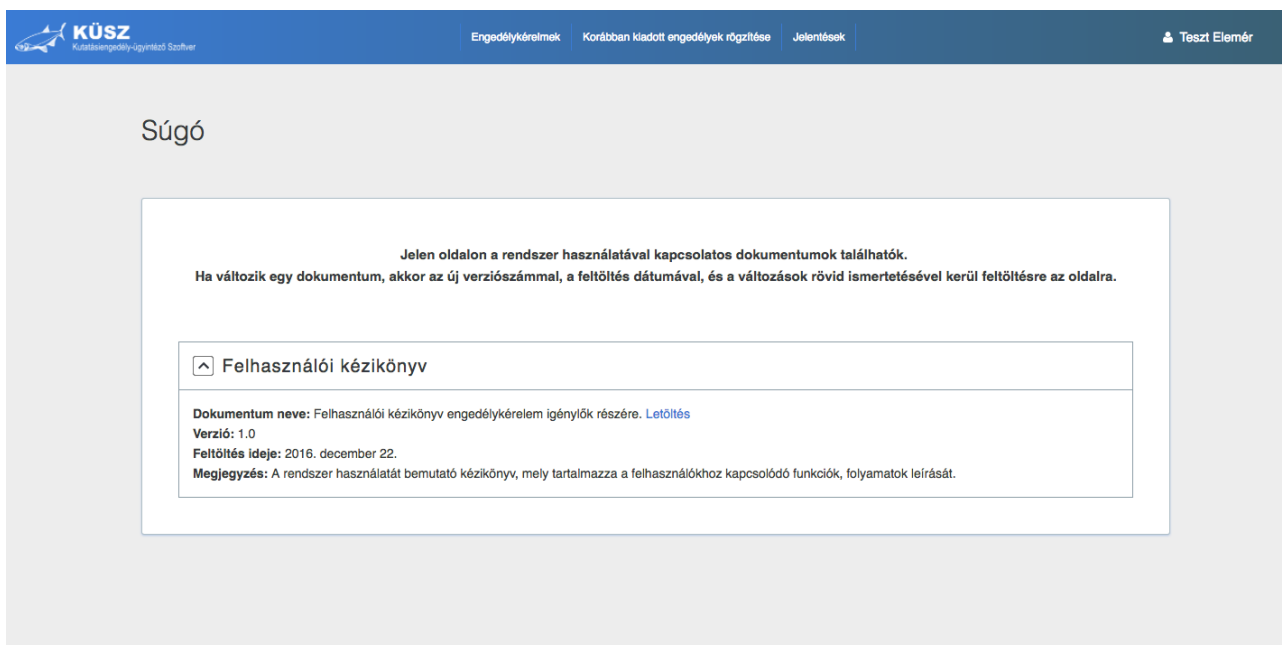 KÜSZ
Kutatásiengedély-ügyintéző Szoftver
Engedélykérelmek
Korábban kiadott engedélyek rögzítése
Jelentések
Teszt Elemér
Súgó
Jelen oldalon a rendszer használatával kapcsolatos dokumentumok találhatók.
Ha változik egy dokumentum, akkor az új verziószámmal, a feltöltés dátumával, és a változások rövid ismertetésével kerül feltöltésre az oldalra.
Felhasználói kézikönyv
Dokumentum neve: Felhasználói kézikönyv engedélykérelem igénylők részére. Letöltés
Verzió: 1.0
Feltöltés ideje: 2016. december 22.
Megjegyzés: A rendszer használatát bemutató kézikönyv, mely tartalmazza a felhasználókhoz kapcsolódó funkciók, folyamatok leírását.